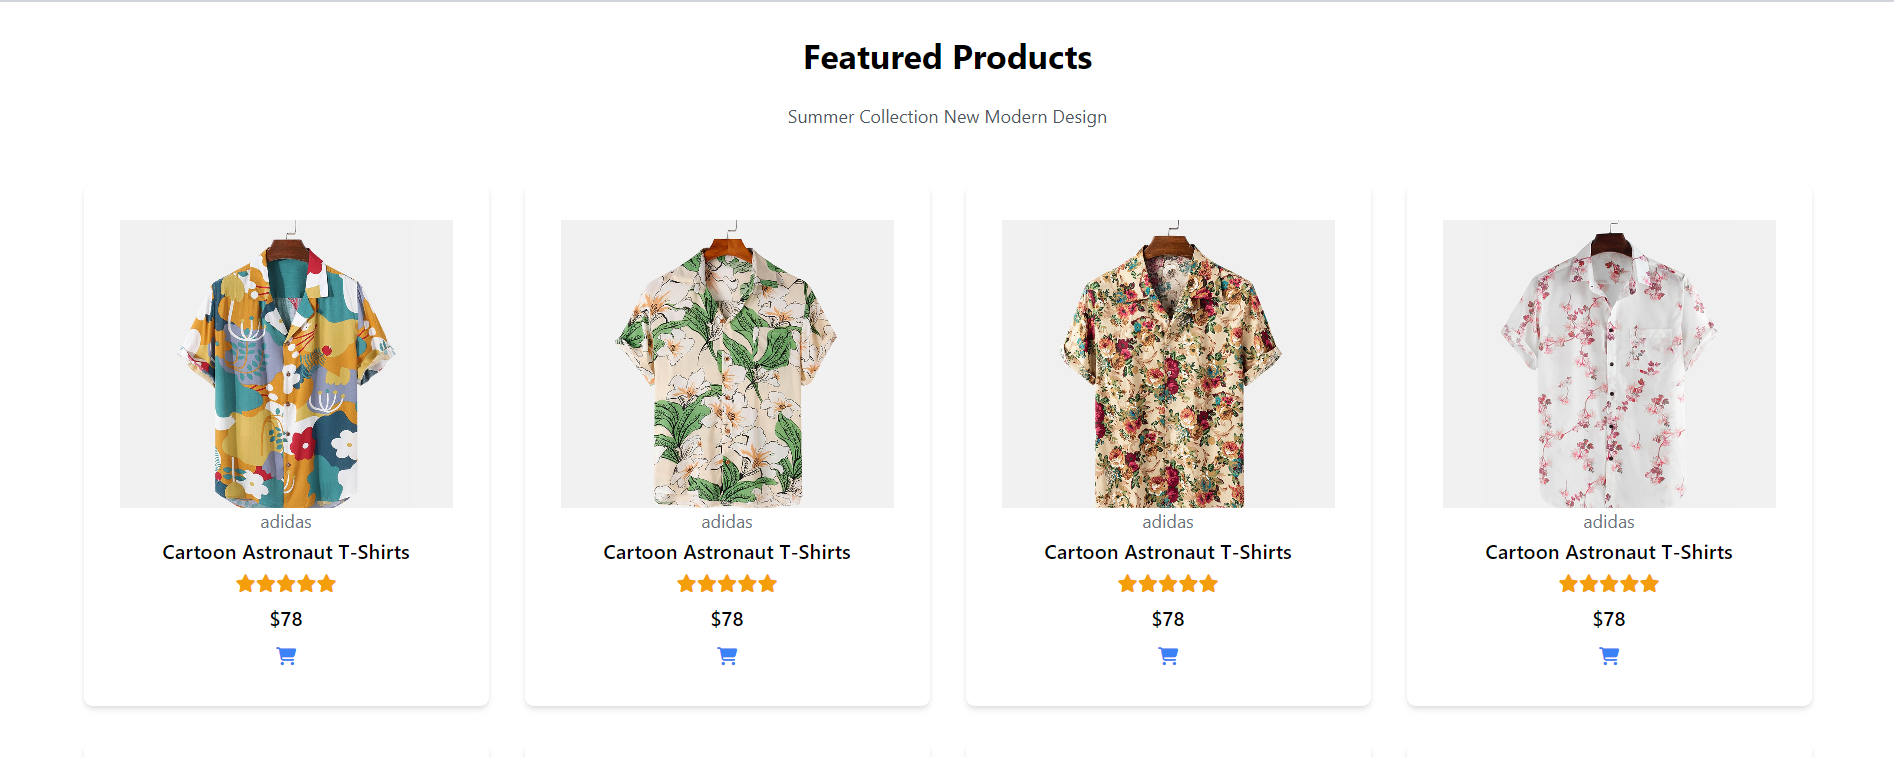 Featured Products
Summer Collection New Modern Design
adidas
Cartoon Astronaut T-Shirts
$78
adidas
Cartoon Astronaut T-Shirts
$78
adidas
Cartoon Astronaut T-Shirts
$78
adidas
Cartoon Astronaut T-Shirts
$78